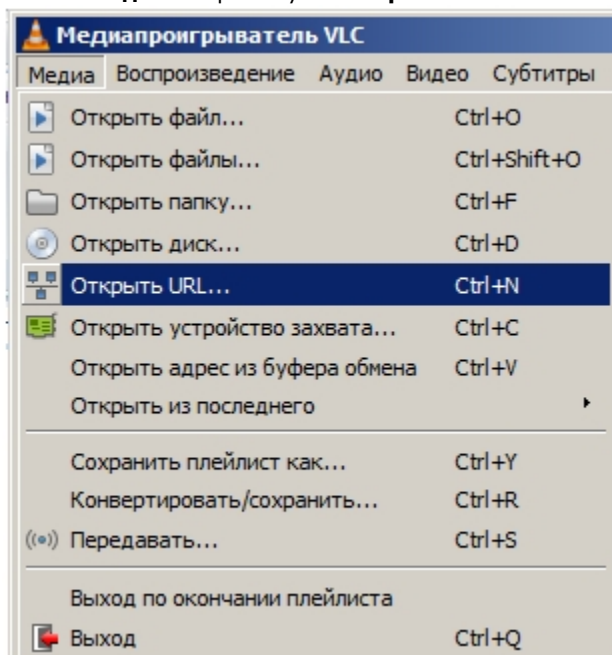 Медиапроигрыватель VLC
Медиа Воспроизведение Аудио Видео Субтитры
Открыть файл... Ctrl+O
Открыть файлы... Ctrl+Shift+O
Открыть папку... Ctrl+F
Открыть диск... Ctrl+D
Открыть URL... Ctrl+N
Открыть устройство захвата... Ctrl+C
Открыть адрес из буфера обмена Ctrl+V
Открыть из последнего
Сохранить плейлист как... Ctrl+Y
Конвертировать/сохранить... Ctrl+R
Передавать... Ctrl+S
Выход по окончании плейлиста
Выход Ctrl+Q